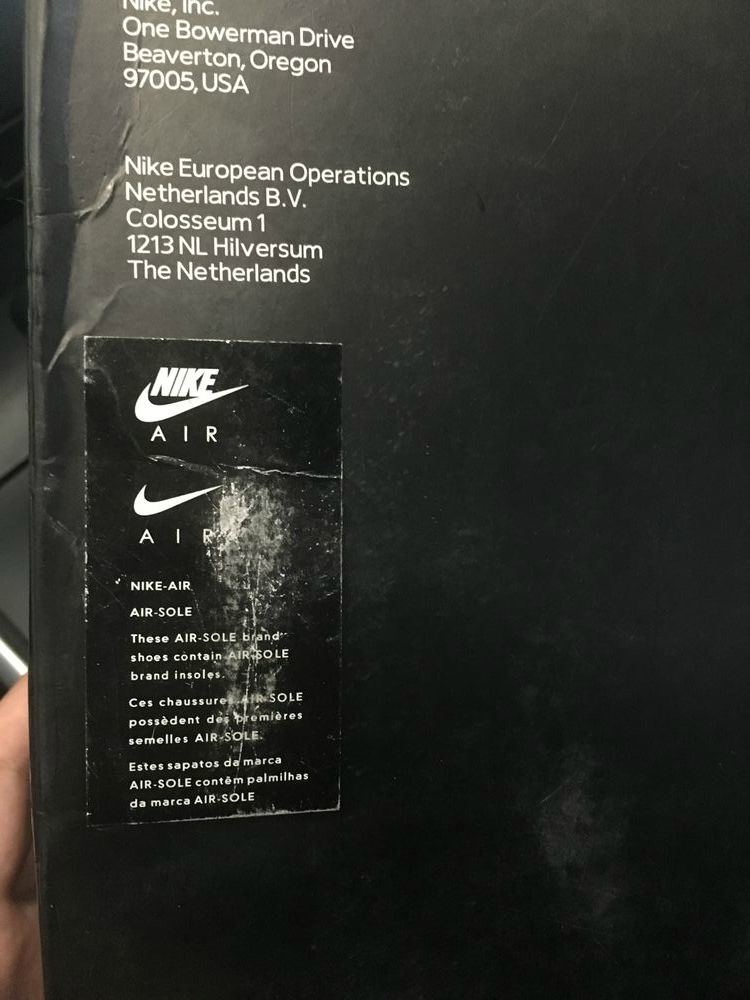 Nike, Inc.
One Bowerman Drive
Beaverton, Oregon
97005, USA
Nike European Operations
Netherlands B.V.
Colosseum 1
1213 NL Hilversum
The Netherlands
NIKE
AIR
AIR
NIKE-AIR
AIR-SOLE
These AIR-SOLE brand
shoes contain AIR-SOLE
brand insoles.
Ces chaussures AIR-SOLE
possèdent des premières
semelles AIR-SOLE.
Estes sapatos da marca
AIR-SOLE contêm palmilhas
da marca AIR-SOLE